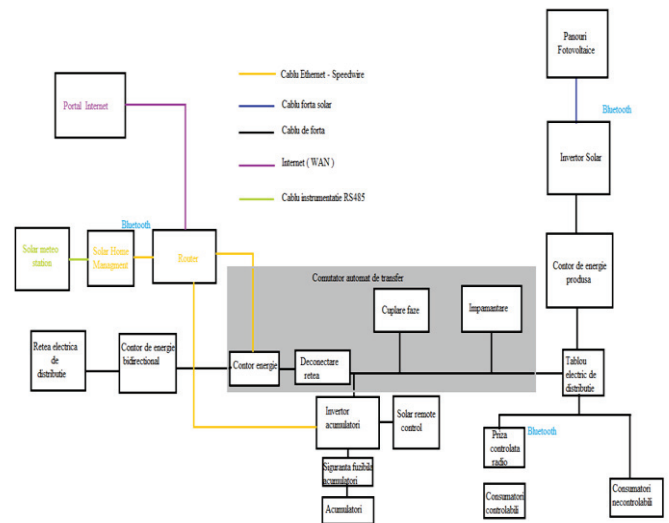 Panouri
Fotovoltaice
Cablu Ethernet - Speedwire
Cablu forta solar
Cablu de forta
Internet ( WAN )
Cablu instrumentatie RS485
Portal Internet
Bluetooth
Invertor Solar
Bluetooth
Solar meteo
station
Solar Home
Managment
Router
Contor de energie
produsa
Comutator automat de transfer
Cuplare faze
Impamantare
Retea electrica
de
distributie
Contor de energie
bidirectional
Contor energie
Deconectare
retea
Tablou
electric de
distributie
Invertor
acumulatori
Solar remote
control
Priza
controlata
radio
Bluetooth
Siguranta fuzibila
acumulatori
Acumulatori
Consumatori
controlabili
Consumatori
necontrolabili